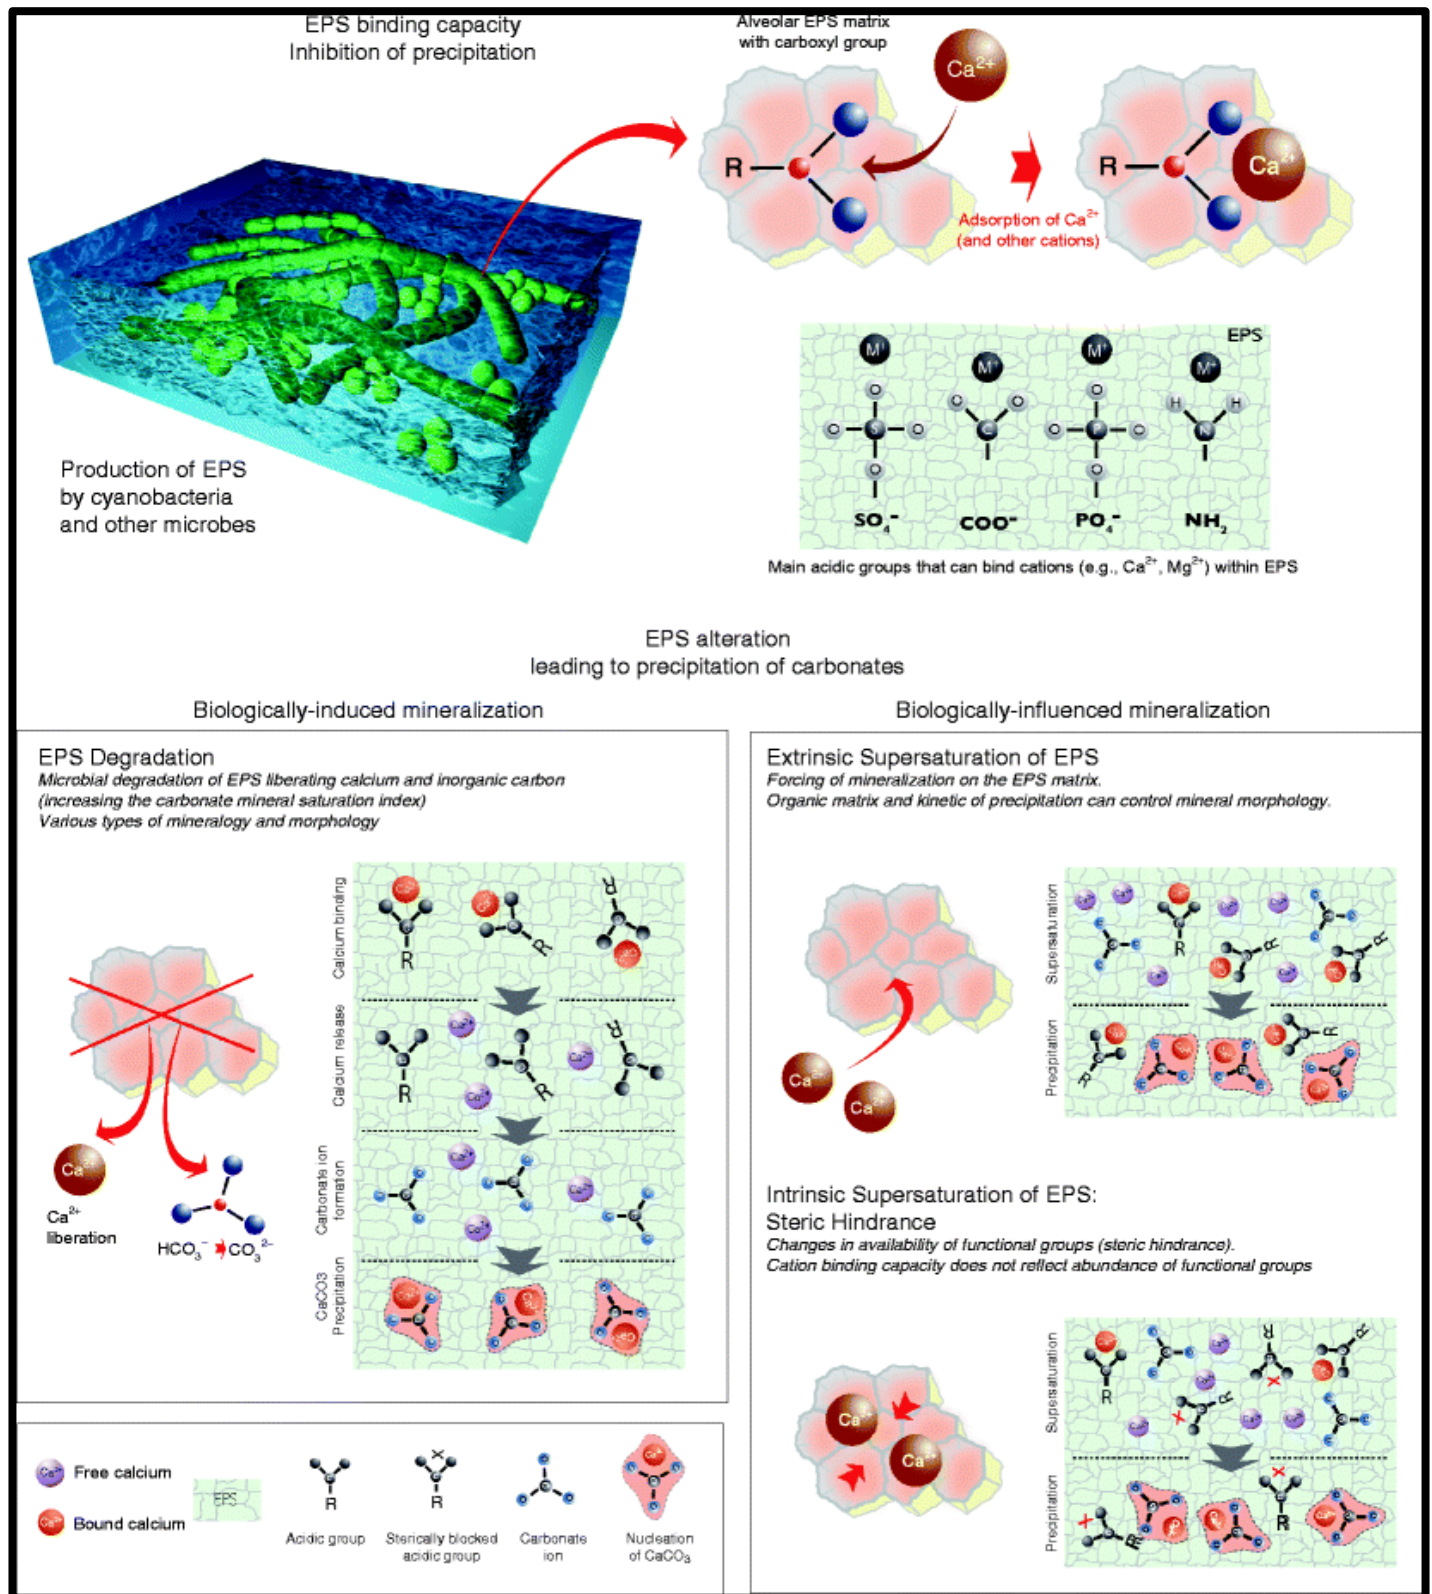 EPS binding capacity
Inhibition of precipitation
Alveolar EPS matrix
with carboxyl group
Ca²⁺
R
Adsorption of Ca²⁺
(and other cations)
R
Ca²⁺
Production of EPS
by cyanobacteria
and other microbes
EPS
M⁺ M⁺ M⁺ M⁺
O O O O H H
O S O C O P O N
O O
SO₄⁻ COO⁻ PO₄⁻ NH₂
Main acidic groups that can bind cations (e.g., Ca²⁺, Mg²⁺) within EPS
EPS alteration
leading to precipitation of carbonates
Biologically-induced mineralization
EPS Degradation
Microbial degradation of EPS liberating calcium and inorganic carbon
(increasing the carbonate mineral saturation index)
Various types of mineralogy and morphology
Calcium binding
R R R
Calcium release
R R R
Carbonate ion
formation
CaCO3
Precipitation
Ca²⁺
Ca²⁺
liberation
HCO₃⁻ CO₃²⁻
Biologically-influenced mineralization
Extrinsic Supersaturation of EPS
Forcing of mineralization on the EPS matrix.
Organic matrix and kinetic of precipitation can control mineral morphology.
Supersaturation
R R R
Precipitation
R R
Ca²⁺
Ca²⁺
Intrinsic Supersaturation of EPS:
Steric Hindrance
Changes in availability of functional groups (steric hindrance).
Cation binding capacity does not reflect abundance of functional groups
Supersaturation
R R R
X X R
Precipitation
X R X R
Ca²⁺
Ca²⁺
Ca²⁺ Free calcium
Ca²⁺ Bound calcium
EPS
R
Acidic group
X
R
Sterically blocked
acidic group
Carbonate
ion
Nucleation
of CaCO₃